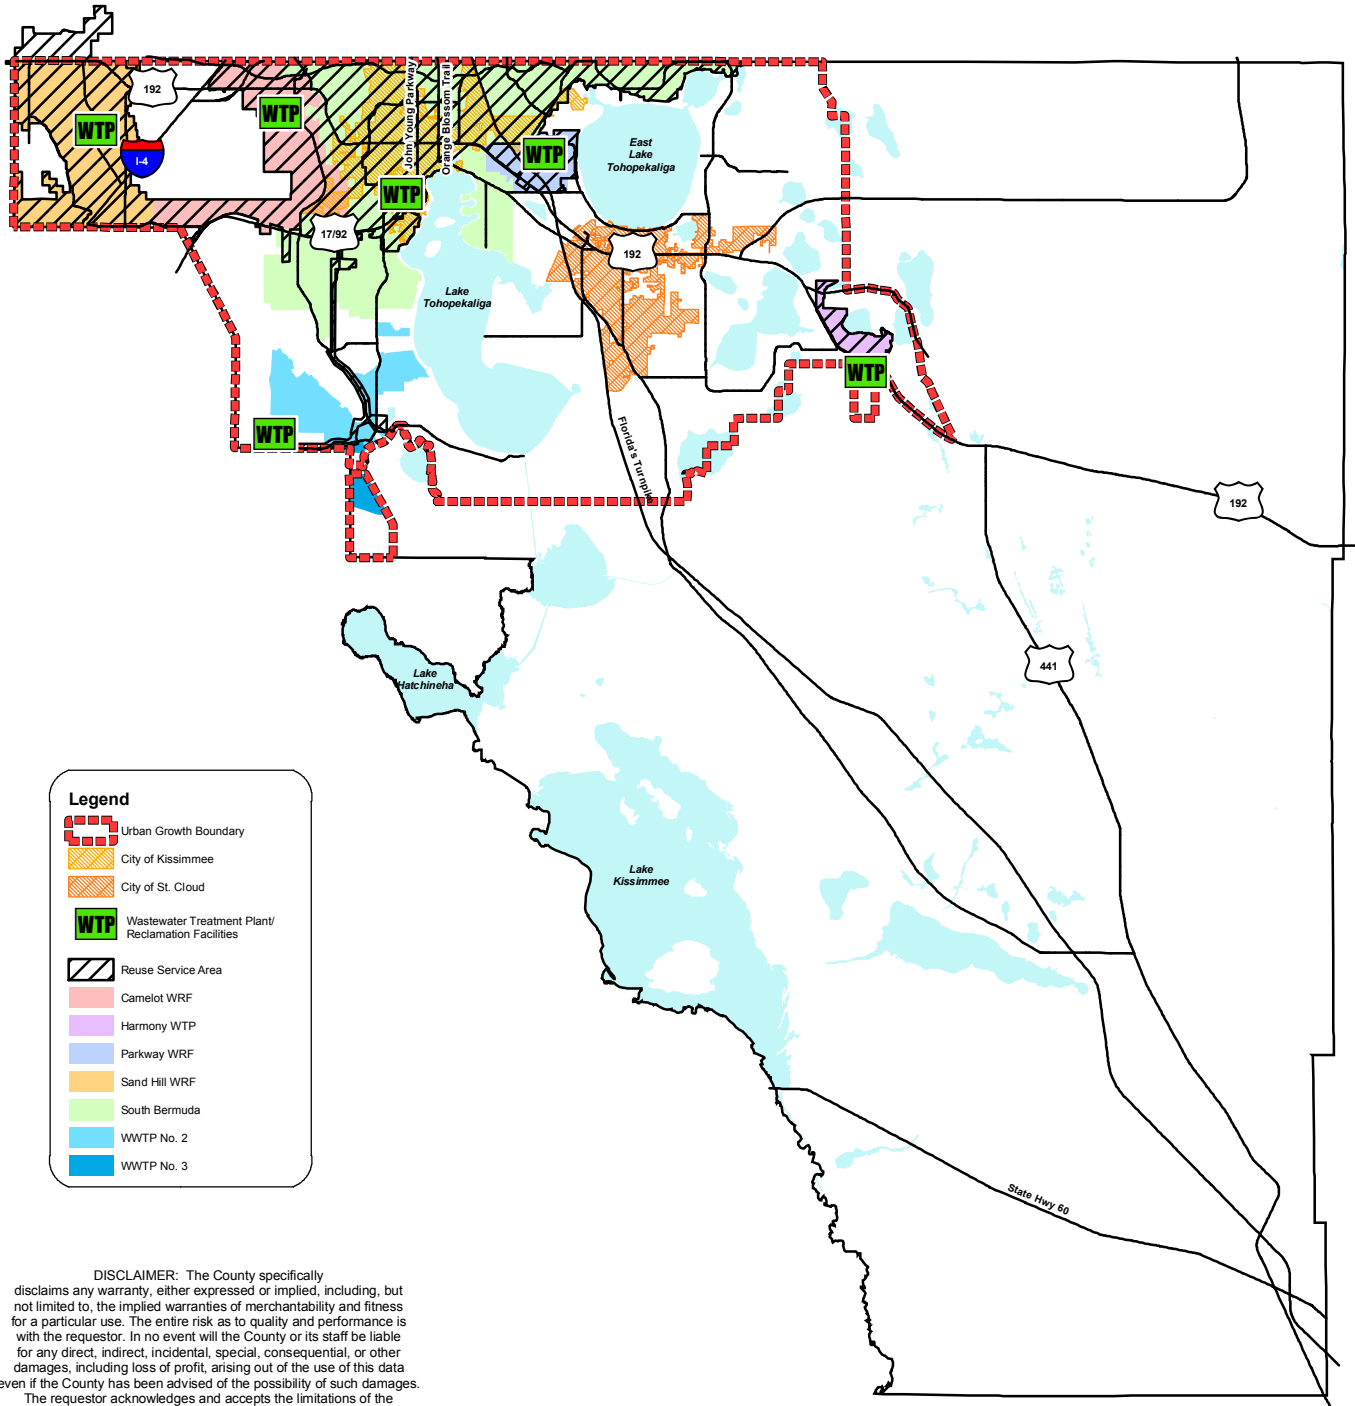 192
WTP
WTP
I-4
John Young Parkway
Orange Blossom Trail
WTP
East
Lake
Tohopekaliga
WTP
17/92
192
Lake
Tohopekaliga
WTP
WTP
Florida's Turnpike
192
441
Lake
Hatchineha
Lake
Kissimmee
State Hwy 60
Legend
Urban Growth Boundary
City of Kissimmee
City of St. Cloud
WTP
Wastewater Treatment Plant/
Reclamation Facilities
Reuse Service Area
Camelot WRF
Harmony WTP
Parkway WRF
Sand Hill WRF
South Bermuda
WWTP No. 2
WWTP No. 3
DISCLAIMER: The County specifically
disclaims any warranty, either expressed or implied, including, but
not limited to, the implied warranties of merchantability and fitness
for a particular use. The entire risk as to quality and performance is
with the requestor. In no event will the County or its staff be liable
for any direct, indirect, incidental, special, consequential, or other
damages, including loss of profit, arising out of the use of this data
even if the County has been advised of the possibility of such damages.
The requestor acknowledges and accepts the limitations of the